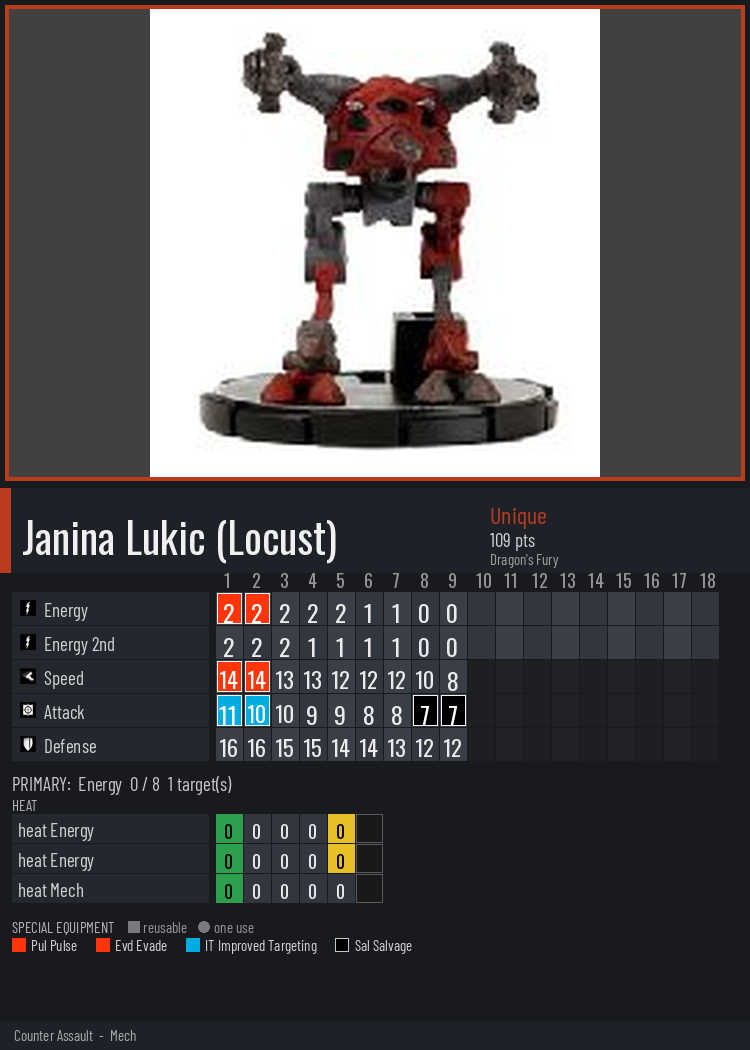 Janina Lukic (Locust)
Unique
109 pts
Dragon's Fury
1 2 3 4 5 6 7 8 9 10 11 12 13 14 15 16 17 18
Energy 2 2 2 2 2 1 1 0 0
Energy 2nd 2 2 2 1 1 1 1 0 0
Speed 14 14 13 13 12 12 12 10 8
Attack 11 10 10 9 9 8 8 7 7
Defense 16 16 15 15 14 14 13 12 12
PRIMARY: Energy 0 / 8 1 target(s)
HEAT
heat Energy 0 0 0 0 0
heat Energy 0 0 0 0 0
heat Mech 0 0 0 0 0
SPECIAL EQUIPMENT reusable one use
Pul Pulse Evd Evade IT Improved Targeting Sal Salvage
Counter Assault - Mech